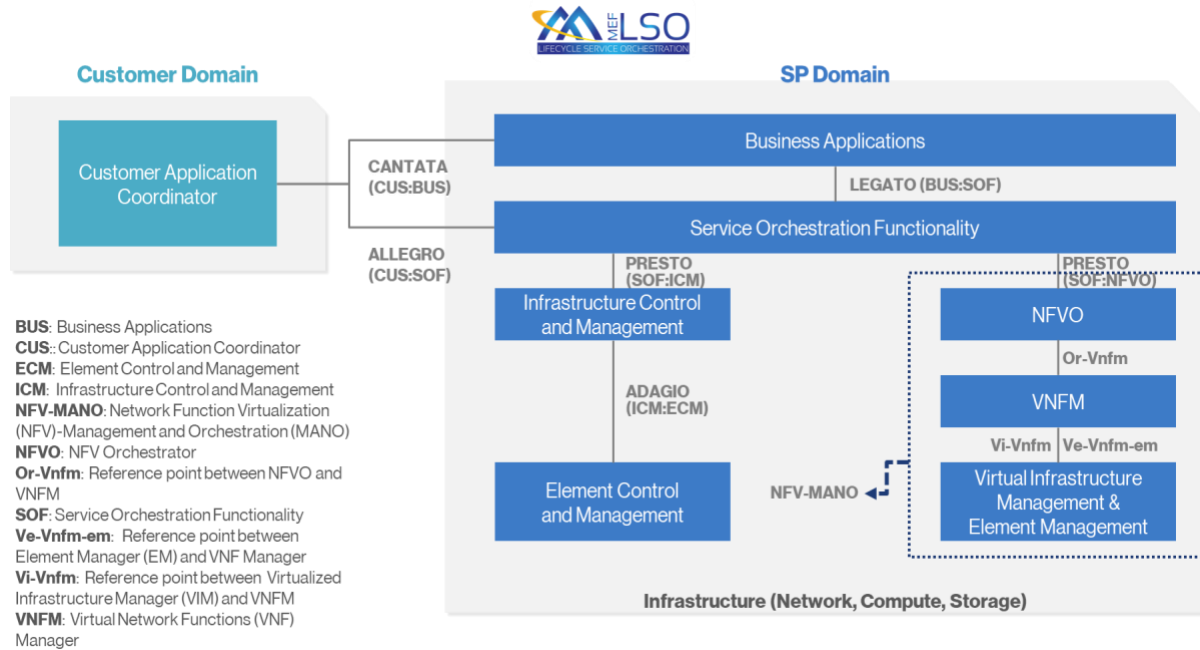 MEF LSO
LIFECYCLE SERVICE ORCHESTRATION
Customer Domain
SP Domain
Customer Application
Coordinator
CANTATA
(CUS:BUS)
ALLEGRO
(CUS:SOF)
Business Applications
LEGATO (BUS:SOF)
Service Orchestration Functionality
PRESTO
(SOF:ICM)
PRESTO
(SOF:NFVO)
Infrastructure Control
and Management
NFVO
Or-Vnfm
ADAGIO
(ICM:ECM)
VNFM
Vi-Vnfm
Ve-Vnfm-em
Element Control
and Management
NFV-MANO
Virtual Infrastructure
Management &
Element Management
Infrastructure (Network, Compute, Storage)
BUS: Business Applications
CUS:: Customer Application Coordinator
ECM: Element Control and Management
ICM: Infrastructure Control and Management
NFV-MANO: Network Function Virtualization
(NFV)-Management and Orchestration (MANO)
NFVO: NFV Orchestrator
Or-Vnfm: Reference point between NFVO and
VNFM
SOF: Service Orchestration Functionality
Ve-Vnfm-em: Reference point between
Element Manager (EM) and VNF Manager
Vi-Vnfm: Reference point between Virtualized
Infrastructure Manager (VIM) and VNFM
VNFM: Virtual Network Functions (VNF)
Manager